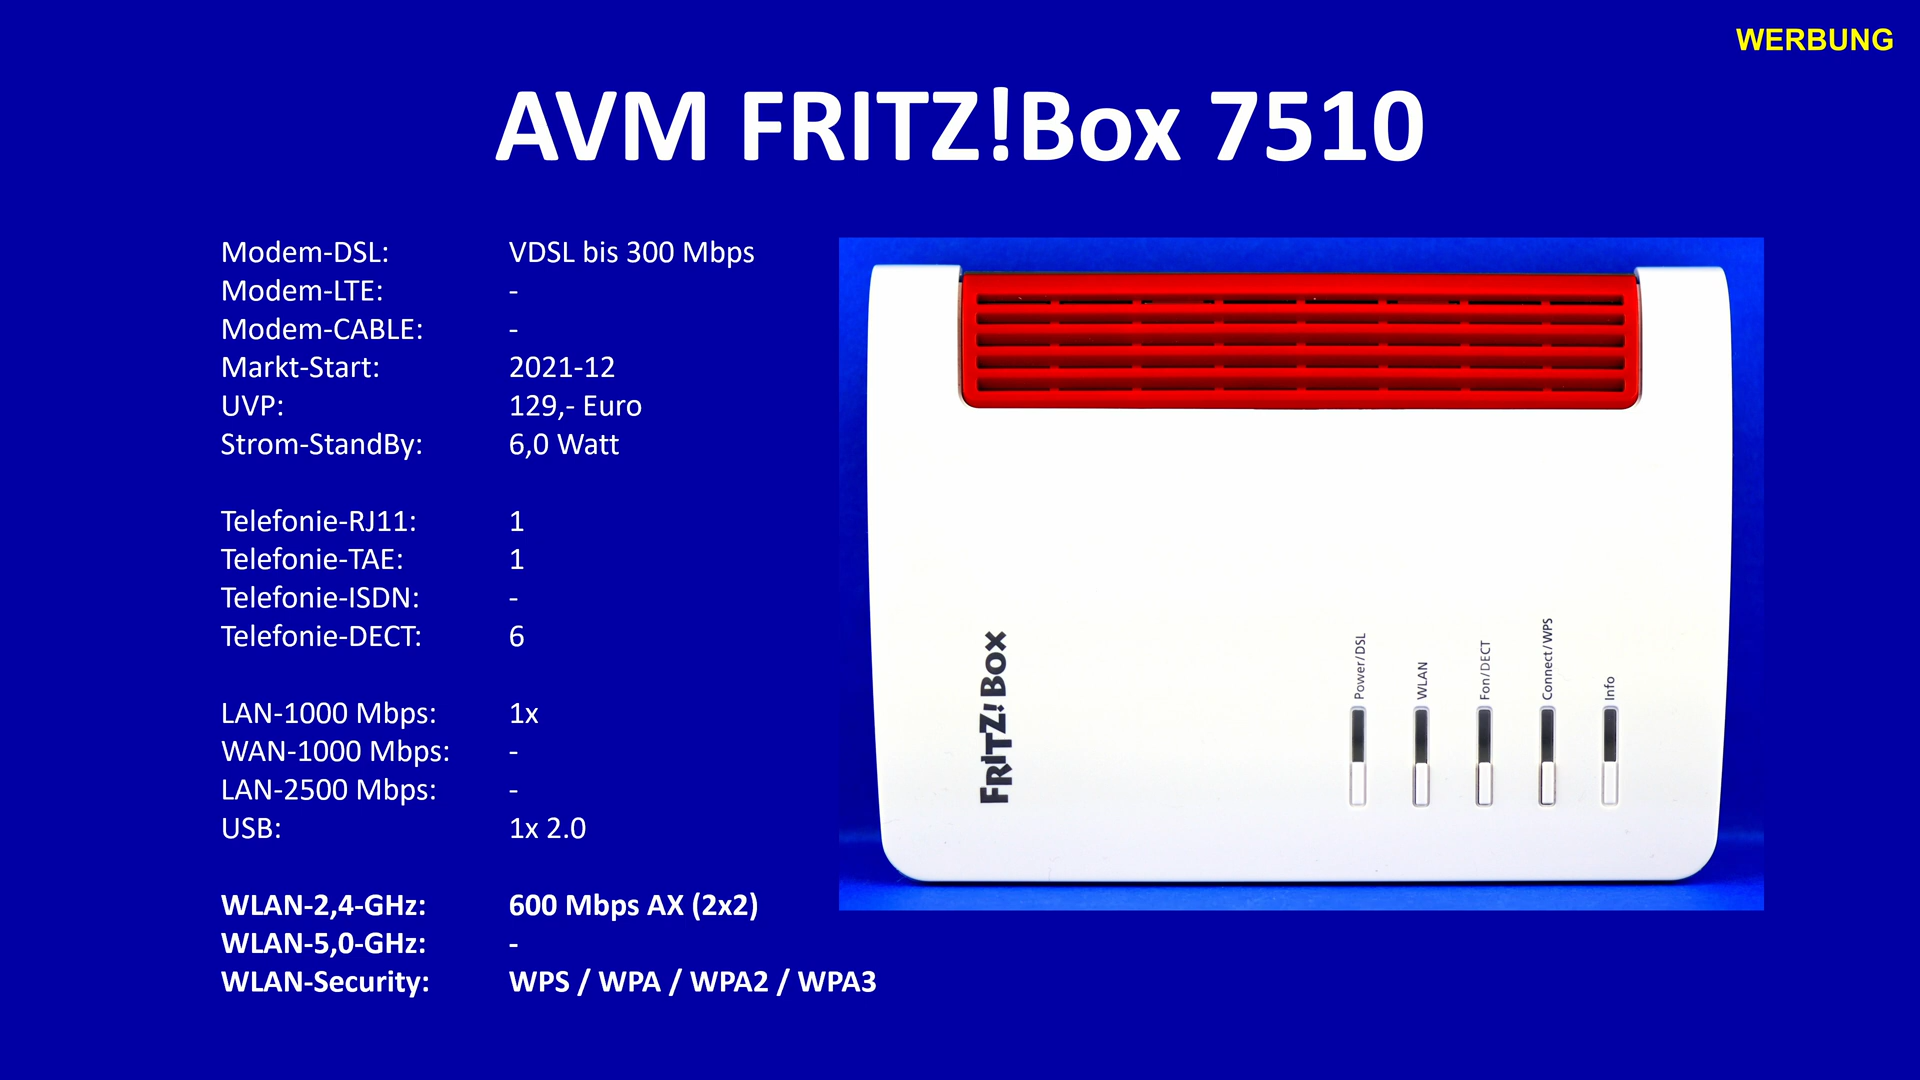 WERBUNG
AVM FRITZ!Box 7510
Modem-DSL: VDSL bis 300 Mbps
Modem-LTE: -
Modem-CABLE: -
Markt-Start: 2021-12
UVP: 129,- Euro
Strom-StandBy: 6,0 Watt
Telefonie-RJ11: 1
Telefonie-TAE: 1
Telefonie-ISDN: -
Telefonie-DECT: 6
LAN-1000 Mbps: 1x
WAN-1000 Mbps: -
LAN-2500 Mbps: -
USB: 1x 2.0
WLAN-2,4-GHz: 600 Mbps AX (2x2)
WLAN-5,0-GHz: -
WLAN-Security: WPS / WPA / WPA2 / WPA3
FRITZ! BOX
Power/DSL
WLAN
Fon/DECT
Connect/WPS
Info